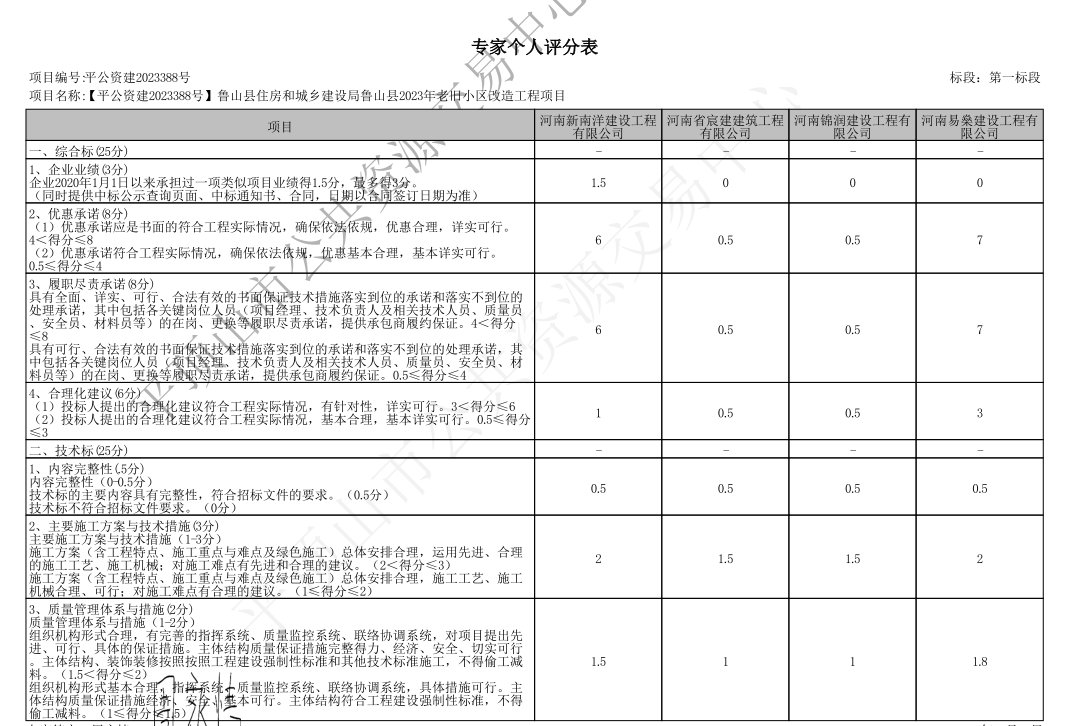 专家个人评分表
项目编号:平公资建2023388号
标段：第一标段
项目名称:【平公资建2023388号】鲁山县住房和城乡建设局鲁山县2023年老旧小区改造工程项目
项目 河南新南洋建设工程有限公司 河南省宸建建筑工程有限公司 河南锦润建设工程有限公司 河南易燊建设工程有限公司
一、综合标(25分) － － － －
1、企业业绩(3分)
企业2020年1月1日以来承担过一项类似项目业绩得1.5分，最多得3分。
（同时提供中标公示查询页面、中标通知书、合同，日期以合同签订日期为准）
1.5 0 0 0
2、优惠承诺(8分)
（1）优惠承诺应是书面的符合工程实际情况，确保依法依规，优惠合理，详实可行。
4＜得分≤8
（2）优惠承诺符合工程实际情况，确保依法依规，优惠基本合理，基本详实可行。
0.5≤得分≤4
6 0.5 0.5 7
3、履职尽责承诺(8分)
具有全面、详实、可行、合法有效的书面保证技术措施落实到位的承诺和落实不到位的
处理承诺，其中包括各关键岗位人员（项目经理、技术负责人及相关技术人员、质量员
、安全员、材料员等）的在岗、更换等履职尽责承诺，提供承包商履约保证。4＜得分
≤8
具有可行、合法有效的书面保证技术措施落实到位的承诺和落实不到位的处理承诺，其
中包括各关键岗位人员（项目经理、技术负责人及相关技术人员、质量员、安全员、材
料员等）的在岗、更换等履职尽责承诺，提供承包商履约保证。0.5≤得分≤4
6 0.5 0.5 7
4、合理化建议(6分)
（1）投标人提出的合理化建议符合工程实际情况，有针对性，详实可行。3＜得分≤6
（2）投标人提出的合理化建议符合工程实际情况，基本合理，基本详实可行。0.5≤得分
≤3
1 0.5 0.5 3
二、技术标(25分) － － － －
1、内容完整性(.5分)
内容完整性（0-0.5分）
技术标的主要内容具有完整性，符合招标文件的要求。（0.5分）
技术标不符合招标文件要求。（0分）
0.5 0.5 0.5 0.5
2、主要施工方案与技术措施(3分)
主要施工方案与技术措施（1-3分）
施工方案（含工程特点、施工重点与难点及绿色施工）总体安排合理，运用先进、合理
的施工工艺、施工机械；对施工难点有先进和合理的建议。（2＜得分≤3）
施工方案（含工程特点、施工重点与难点及绿色施工）总体安排合理，施工工艺、施工
机械合理、可行；对施工难点有合理的建议。（1≤得分≤2）
2 1.5 1.5 2
3、质量管理体系与措施(2分)
质量管理体系与措施（1-2分）
组织机构形式合理，有完善的指挥系统、质量监控系统、联络协调系统，对项目提出先
进、可行、具体的保证措施。主体结构质量保证措施完整得力、经济、安全、切实可行
。主体结构、装饰装修按照按照工程建设强制性标准和其他技术标准施工，不得偷工减
料。（1.5＜得分≤2）
组织机构形式基本合理，指挥系统、质量监控系统、联络协调系统，具体措施可行。主
体结构质量保证措施经济、安全、基本可行。主体结构符合工程建设强制性标准，不得
偷工减料。（1≤得分≤1.5）
1.5 1 1 1.8
平顶山市公共资源交易中心
平顶山市公共资源交易中心